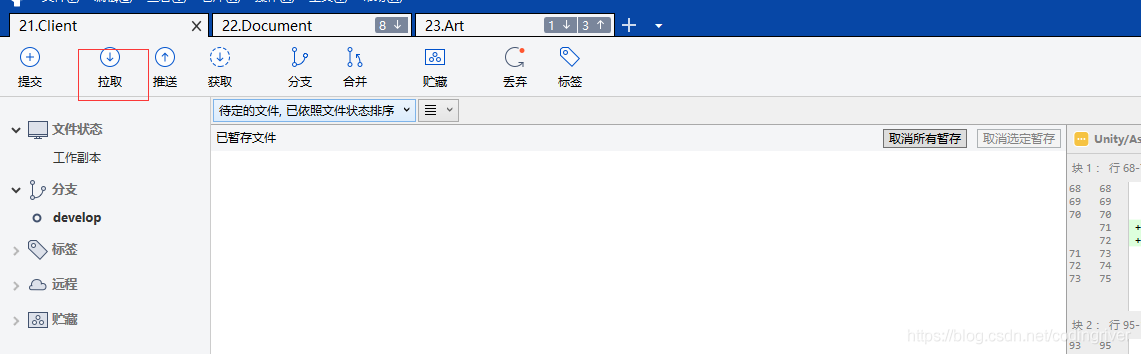 21.Client
22.Document 8
23.Art 1 3
提交 拉取 推送 获取 分支 合并 贮藏 丢弃 标签
待定的文件, 已依照文件状态排序
文件状态
工作副本
分支
develop
标签
远程
贮藏
已暂存文件 取消所有暂存 取消选定暂存
Unity/As
块 1： 行 68-
68 68
69 69
70 70
71 +
72 +
71 73
72 74
73 75
块 2： 行 95-
93 95
https://blog.csdn.net/codingriver